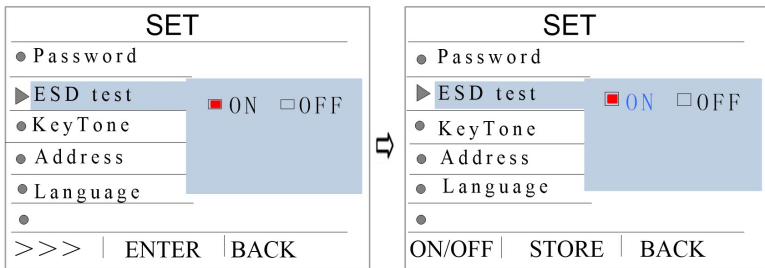 SET
Password
ESD test
ON OFF
KeyTone
Address
Language
>>> ENTER BACK
SET
Password
ESD test
ON OFF
KeyTone
Address
Language
ON/OFF STORE BACK